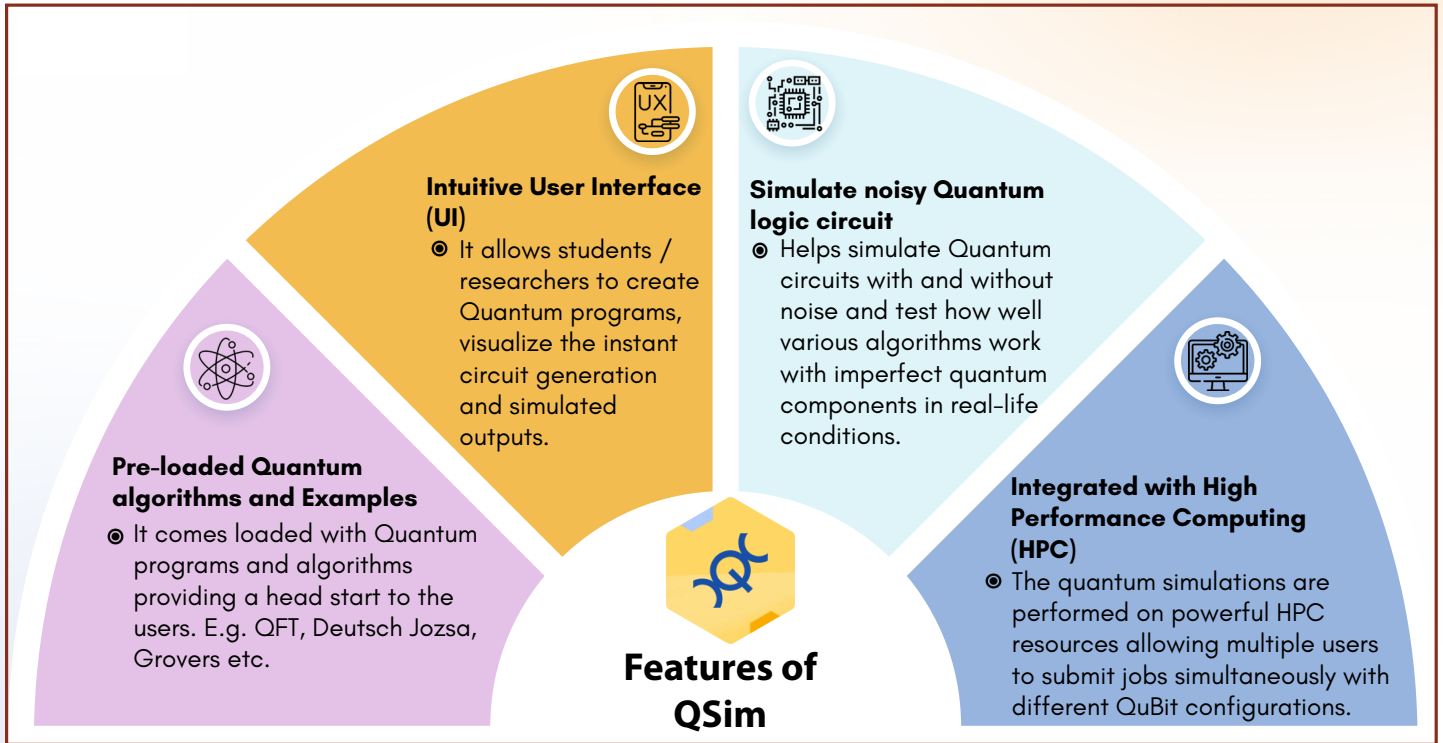 Pre-loaded Quantum
algorithms and Examples
It comes loaded with Quantum
programs and algorithms
providing a head start to the
users. E.g. QFT, Deutsch Jozsa,
Grovers etc.
UX
Intuitive User Interface
(UI)
It allows students /
researchers to create
Quantum programs,
visualize the instant
circuit generation
and simulated
outputs.
Simulate noisy Quantum
logic circuit
Helps simulate Quantum
circuits with and without
noise and test how well
various algorithms work
with imperfect quantum
components in real-life
conditions.
Integrated with High
Performance Computing
(HPC)
The quantum simulations are
performed on powerful HPC
resources allowing multiple users
to submit jobs simultaneously with
different QuBit configurations.
Q
Features of
QSim